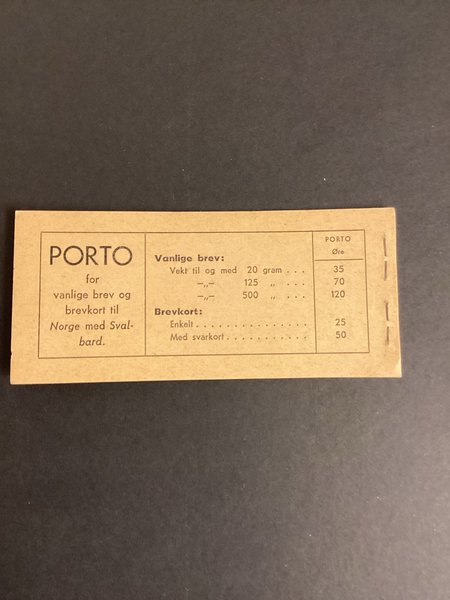 PORTO
for
vanlige brev og
brevkort til
Norge med Sval-
bard.
PORTO
Øre
Vanlige brev:
Vekt til og med 20 gram . . . 35
–„– 125 „ . . . . 70
–„– 500 „ . . . . 120
Brevkort:
Enkelt . . . . . . . . . . . . . . 25
Med svarkort . . . . . . . . . . 50